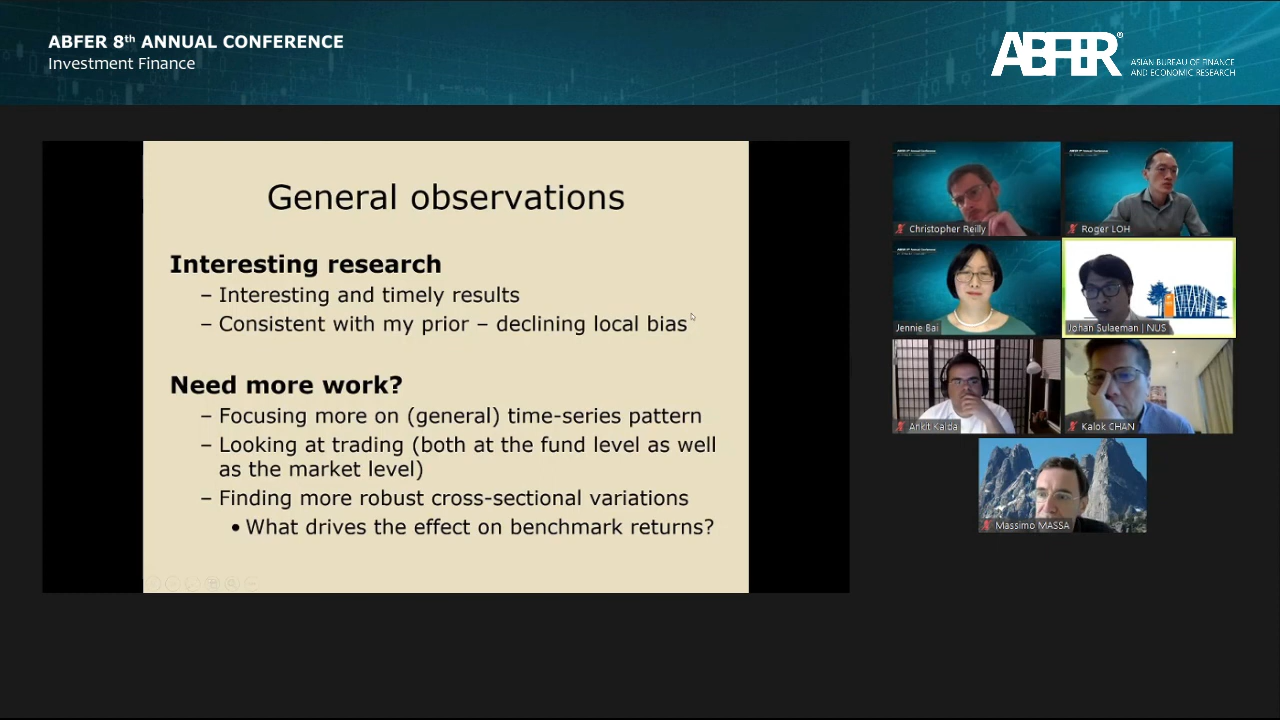 ABFER 8th ANNUAL CONFERENCE
Investment Finance
ABFER®
ASIAN BUREAU OF FINANCE
AND ECONOMIC RESEARCH
General observations
Interesting research
– Interesting and timely results
– Consistent with my prior – declining local bias
Need more work?
– Focusing more on (general) time-series pattern
– Looking at trading (both at the fund level as well
as the market level)
– Finding more robust cross-sectional variations
• What drives the effect on benchmark returns?
Christopher Reilly
Roger LOH
Jennie Bai
Johan Sulaeman | NUS
Ankit Kalda
Kalok CHAN
Massimo MASSA